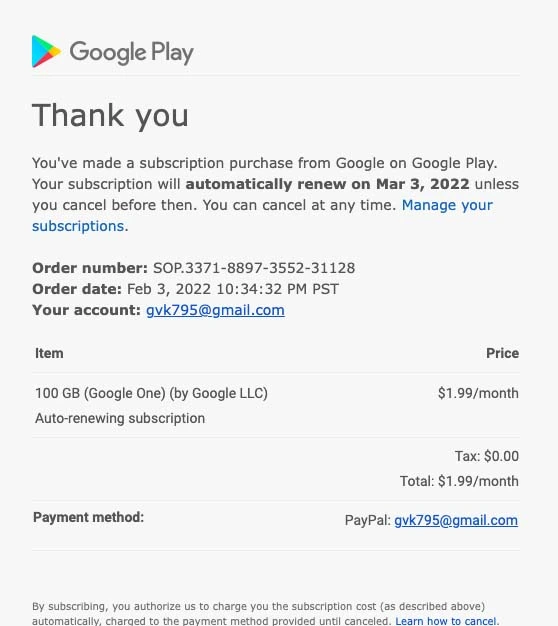 Google Play
Thank you
You've made a subscription purchase from Google on Google Play.
Your subscription will automatically renew on Mar 3, 2022 unless
you cancel before then. You can cancel at any time. Manage your
subscriptions.
Order number: SOP.3371-8897-3552-31128
Order date: Feb 3, 2022 10:34:32 PM PST
Your account: gvk795@gmail.com
Item Price
100 GB (Google One) (by Google LLC) $1.99/month
Auto-renewing subscription
Tax: $0.00
Total: $1.99/month
Payment method: PayPal: gvk795@gmail.com
By subscribing, you authorize us to charge you the subscription cost (as described above)
automatically, charged to the payment method provided until canceled. Learn how to cancel.